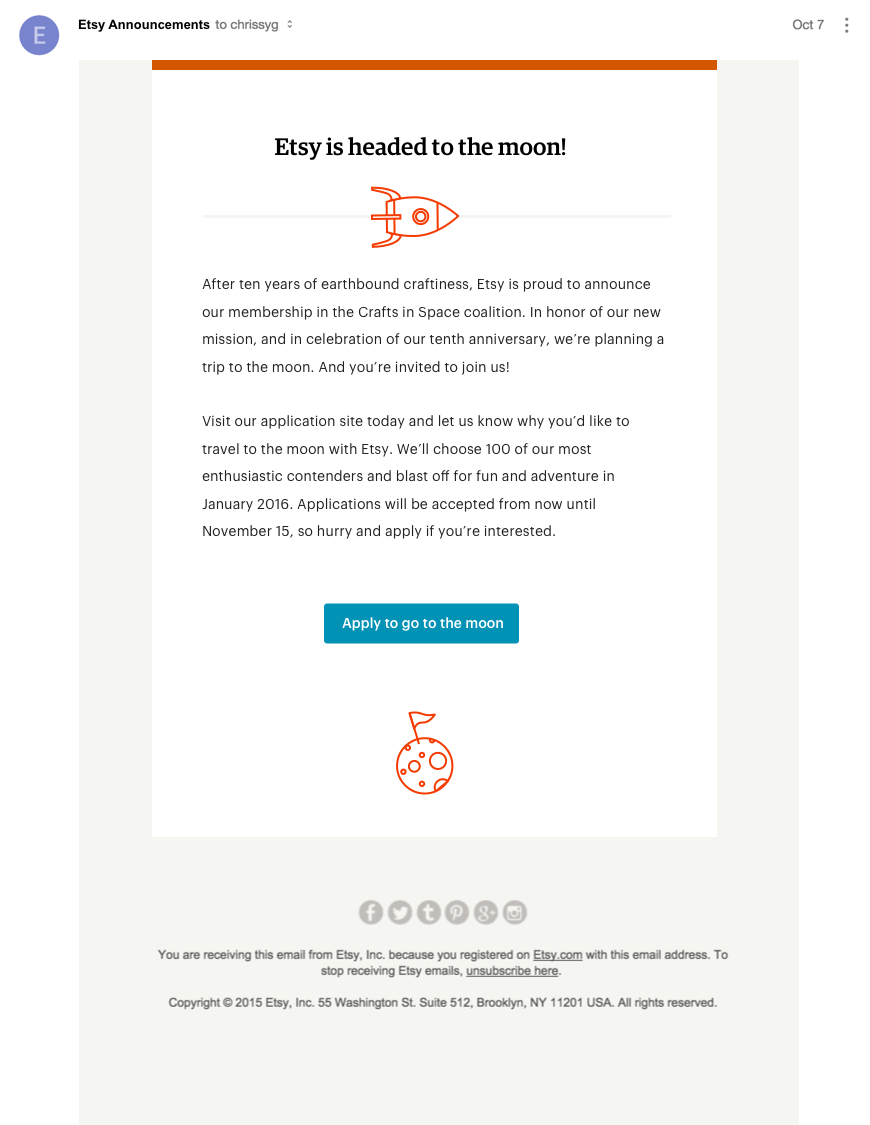 E
Etsy Announcements to chrissyg
Oct 7
Etsy is headed to the moon!
After ten years of earthbound craftiness, Etsy is proud to announce
our membership in the Crafts in Space coalition. In honor of our new
mission, and in celebration of our tenth anniversary, we’re planning a
trip to the moon. And you’re invited to join us!
Visit our application site today and let us know why you’d like to
travel to the moon with Etsy. We’ll choose 100 of our most
enthusiastic contenders and blast off for fun and adventure in
January 2016. Applications will be accepted from now until
November 15, so hurry and apply if you’re interested.
Apply to go to the moon
You are receiving this email from Etsy, Inc. because you registered on Etsy.com with this email address. To
stop receiving Etsy emails, unsubscribe here.
Copyright © 2015 Etsy, Inc. 55 Washington St. Suite 512, Brooklyn, NY 11201 USA. All rights reserved.